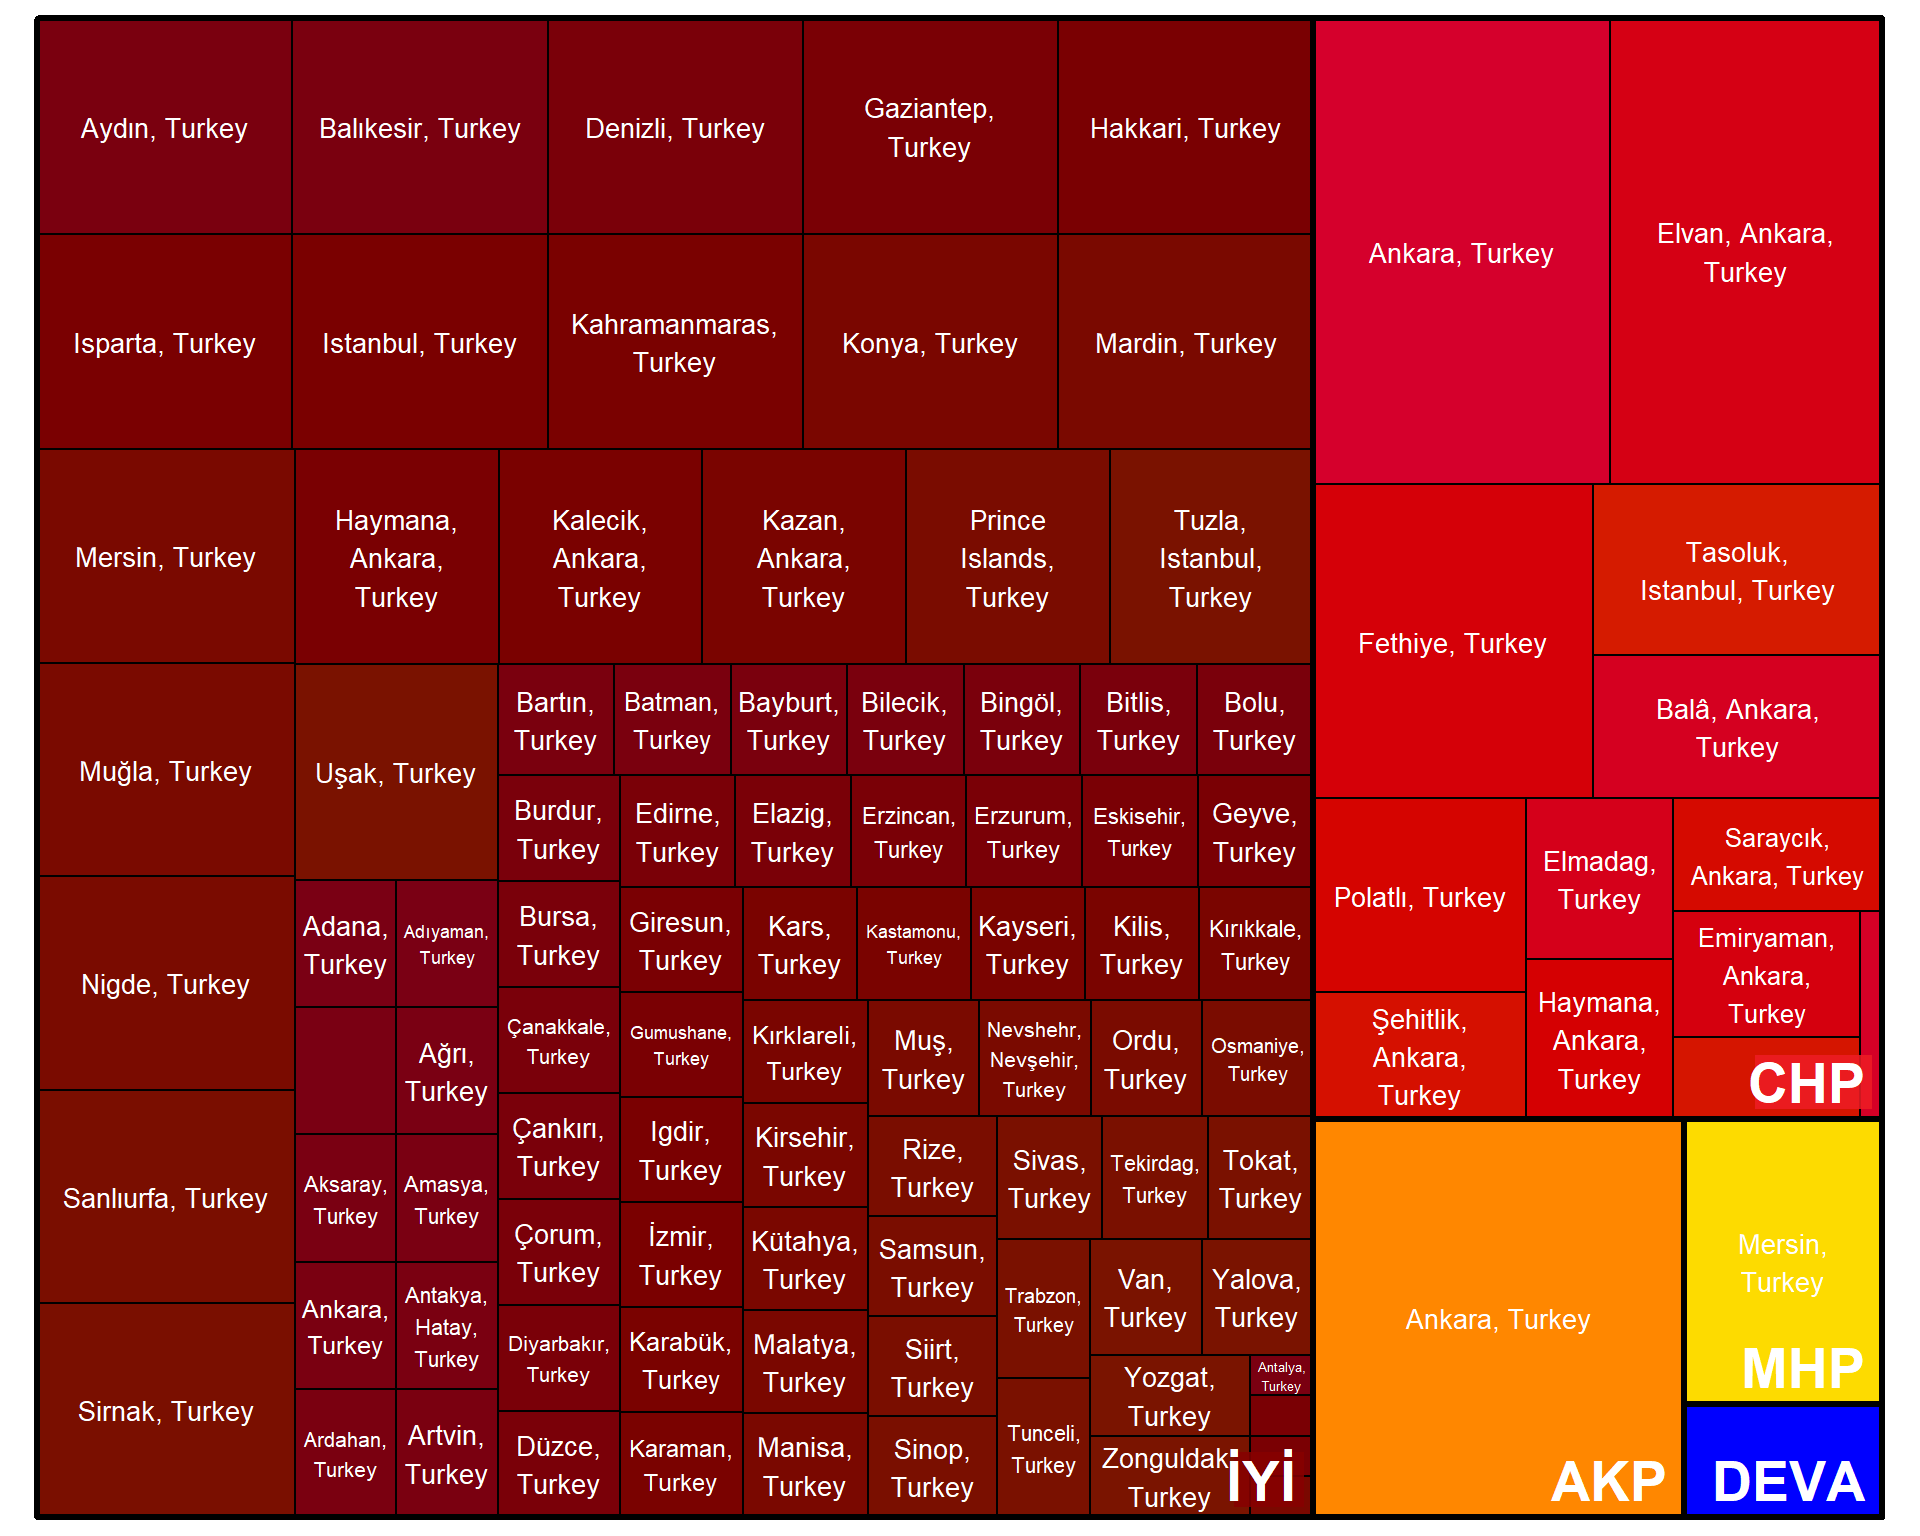 Aydın, Turkey
Balıkesir, Turkey
Denizli, Turkey
Gaziantep,
Turkey
Hakkari, Turkey
Isparta, Turkey
Istanbul, Turkey
Kahramanmaras,
Turkey
Konya, Turkey
Mardin, Turkey
Mersin, Turkey
Haymana,
Ankara,
Turkey
Kalecik,
Ankara,
Turkey
Kazan,
Ankara,
Turkey
Prince
Islands,
Turkey
Tuzla,
Istanbul,
Turkey
Muğla, Turkey
Uşak, Turkey
Bartın,
Turkey
Batman,
Turkey
Bayburt,
Turkey
Bilecik,
Turkey
Bingöl,
Turkey
Bitlis,
Turkey
Bolu,
Turkey
Burdur,
Turkey
Edirne,
Turkey
Elazig,
Turkey
Erzincan,
Turkey
Erzurum,
Turkey
Eskisehir,
Turkey
Geyve,
Turkey
Nigde, Turkey
Adana,
Turkey
Adıyaman,
Turkey
Bursa,
Turkey
Giresun,
Turkey
Kars,
Turkey
Kastamonu,
Turkey
Kayseri,
Turkey
Kilis,
Turkey
Kırıkkale,
Turkey
Ağrı,
Turkey
Çanakkale,
Turkey
Gumushane,
Turkey
Kırklareli,
Turkey
Muş,
Turkey
Nevshehr,
Nevşehir,
Turkey
Ordu,
Turkey
Osmaniye,
Turkey
Sanlıurfa, Turkey
Aksaray,
Turkey
Amasya,
Turkey
Çankırı,
Turkey
Igdir,
Turkey
Kirsehir,
Turkey
Rize,
Turkey
Sivas,
Turkey
Tekirdag,
Turkey
Tokat,
Turkey
Çorum,
Turkey
İzmir,
Turkey
Kütahya,
Turkey
Samsun,
Turkey
Trabzon,
Turkey
Van,
Turkey
Yalova,
Turkey
Sirnak, Turkey
Ankara,
Turkey
Antakya,
Hatay,
Turkey
Diyarbakır,
Turkey
Karabük,
Turkey
Malatya,
Turkey
Siirt,
Turkey
Yozgat,
Turkey
Antalya,
Turkey
Ardahan,
Turkey
Artvin,
Turkey
Düzce,
Turkey
Karaman,
Turkey
Manisa,
Turkey
Sinop,
Turkey
Tunceli,
Turkey
Zonguldak,
Turkey
İYİ
Ankara, Turkey
Elvan, Ankara,
Turkey
Fethiye, Turkey
Tasoluk,
Istanbul, Turkey
Balâ, Ankara,
Turkey
Polatlı, Turkey
Elmadag,
Turkey
Saraycık,
Ankara, Turkey
Şehitlik,
Ankara,
Turkey
Haymana,
Ankara,
Turkey
Emiryaman,
Ankara,
Turkey
CHP
Ankara, Turkey
AKP
Mersin,
Turkey
MHP
DEVA